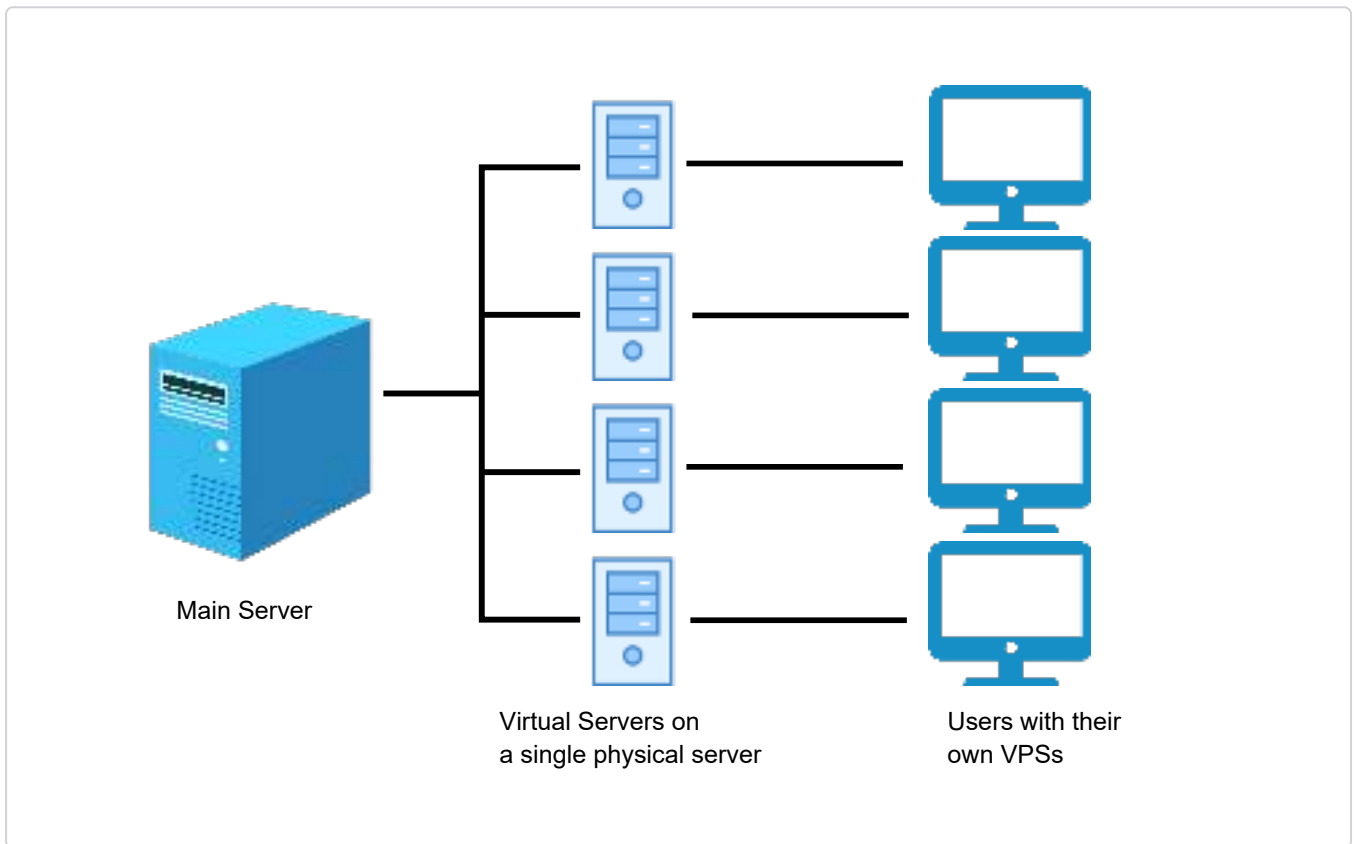 Main Server
Virtual Servers on
a single physical server
Users with their
own VPSs